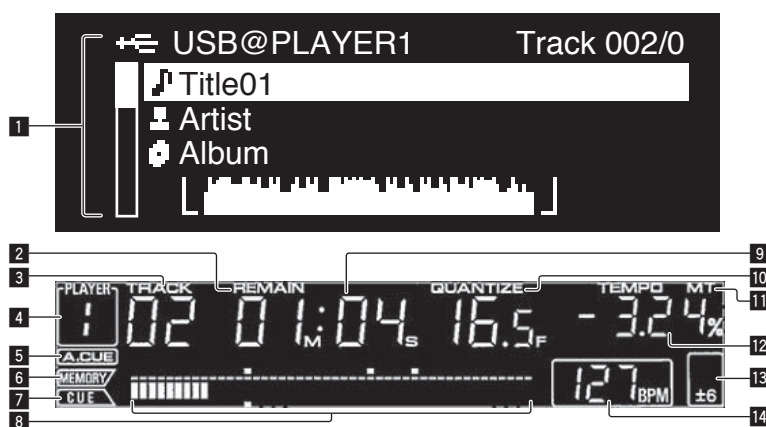 USB@PLAYER1 Track 002/0
Title01
1 Artist
Album
2 9
3 PLAYER TRACK REMAIN QUANTIZE TEMPO MT 10
11
4 1 02 01:04 M S 16.5F -3.24%
12
5 A.CUE
6 MEMORY 13
7 CUE 127 BPM ±6
8 14